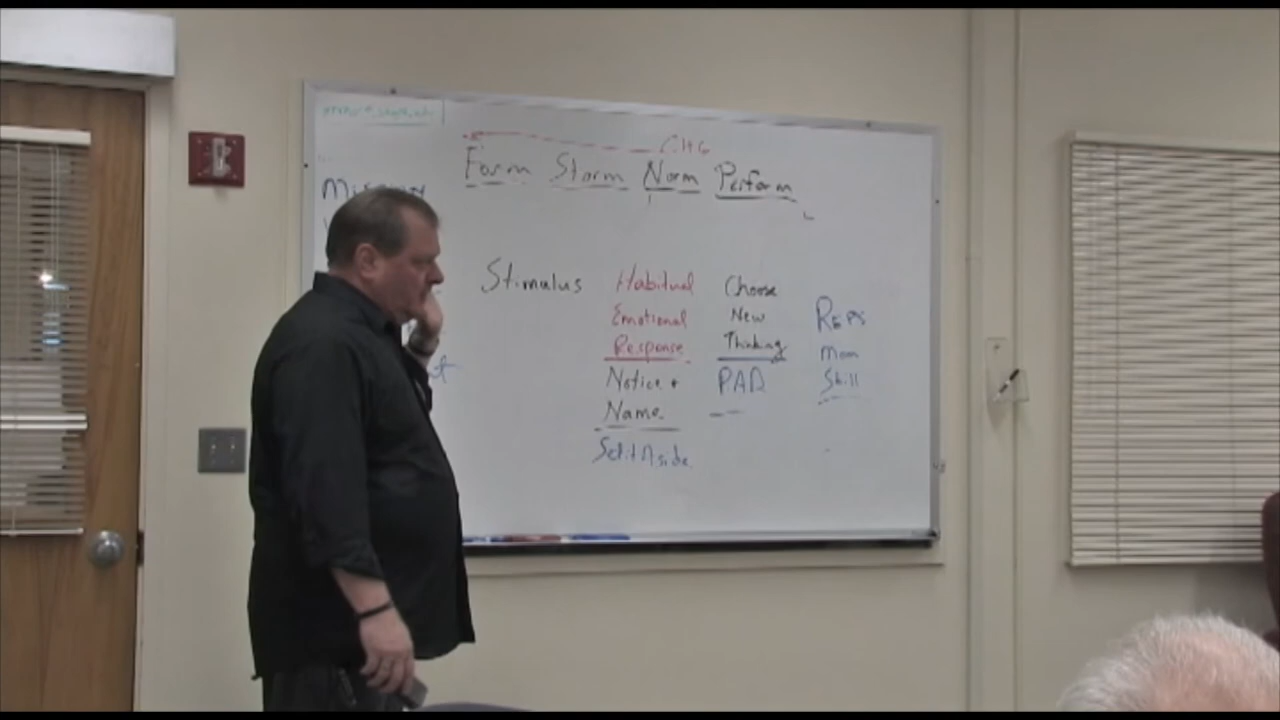 CHG
Form Storm Norm Perform
Stimulus Habitual Choose
Emotional New Reps
Response Thinking Mom
Notice + PAD Skill
Name
Set it Aside